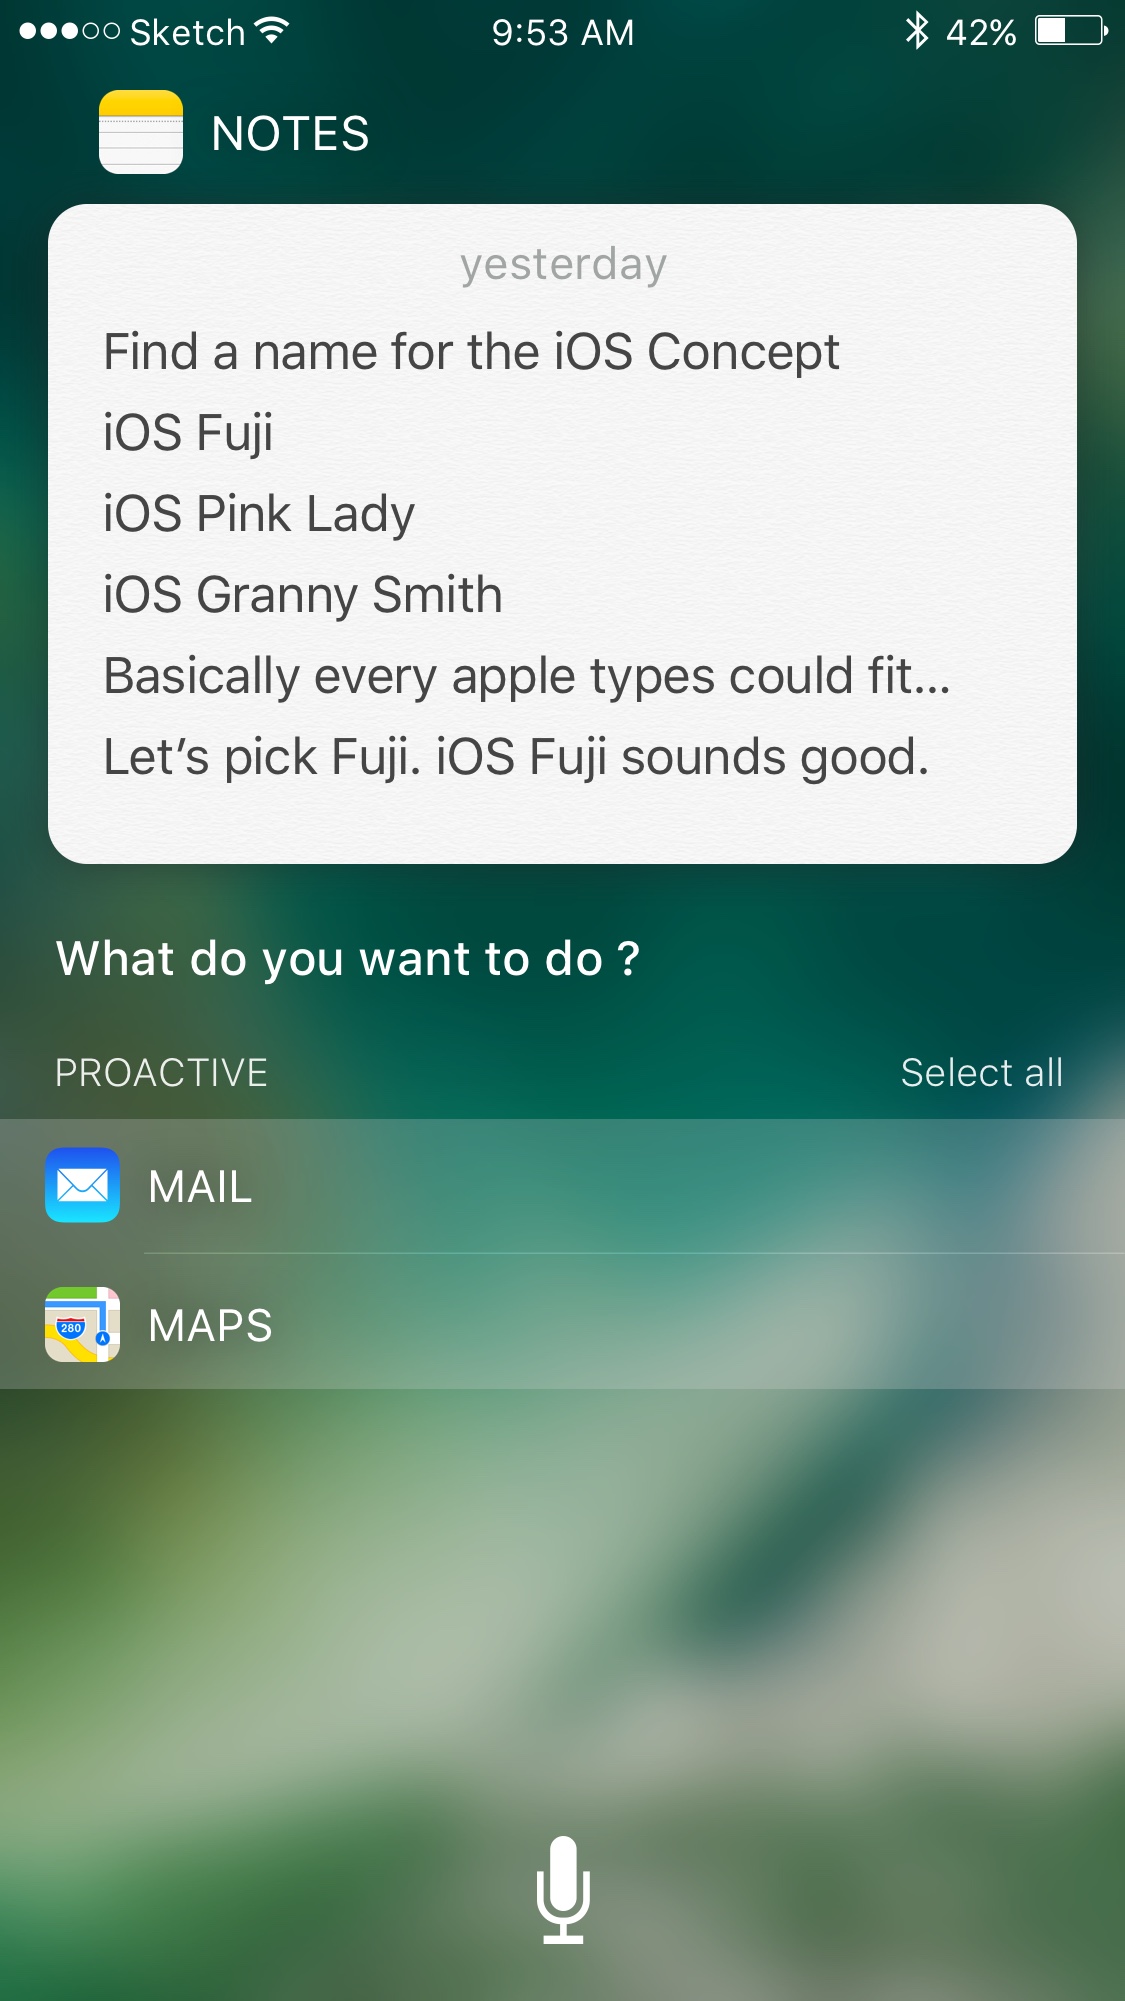 Sketch 9:53 AM 42%
NOTES
yesterday
Find a name for the iOS Concept
iOS Fuji
iOS Pink Lady
iOS Granny Smith
Basically every apple types could fit...
Let’s pick Fuji. iOS Fuji sounds good.
What do you want to do ?
PROACTIVE Select all
MAIL
280
MAPS